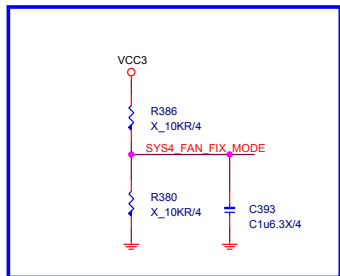 VCC3
R386
X_10KR/4
SYS4_FAN_FIX_MODE
R380
X_10KR/4
C393
C1u6.3X/4